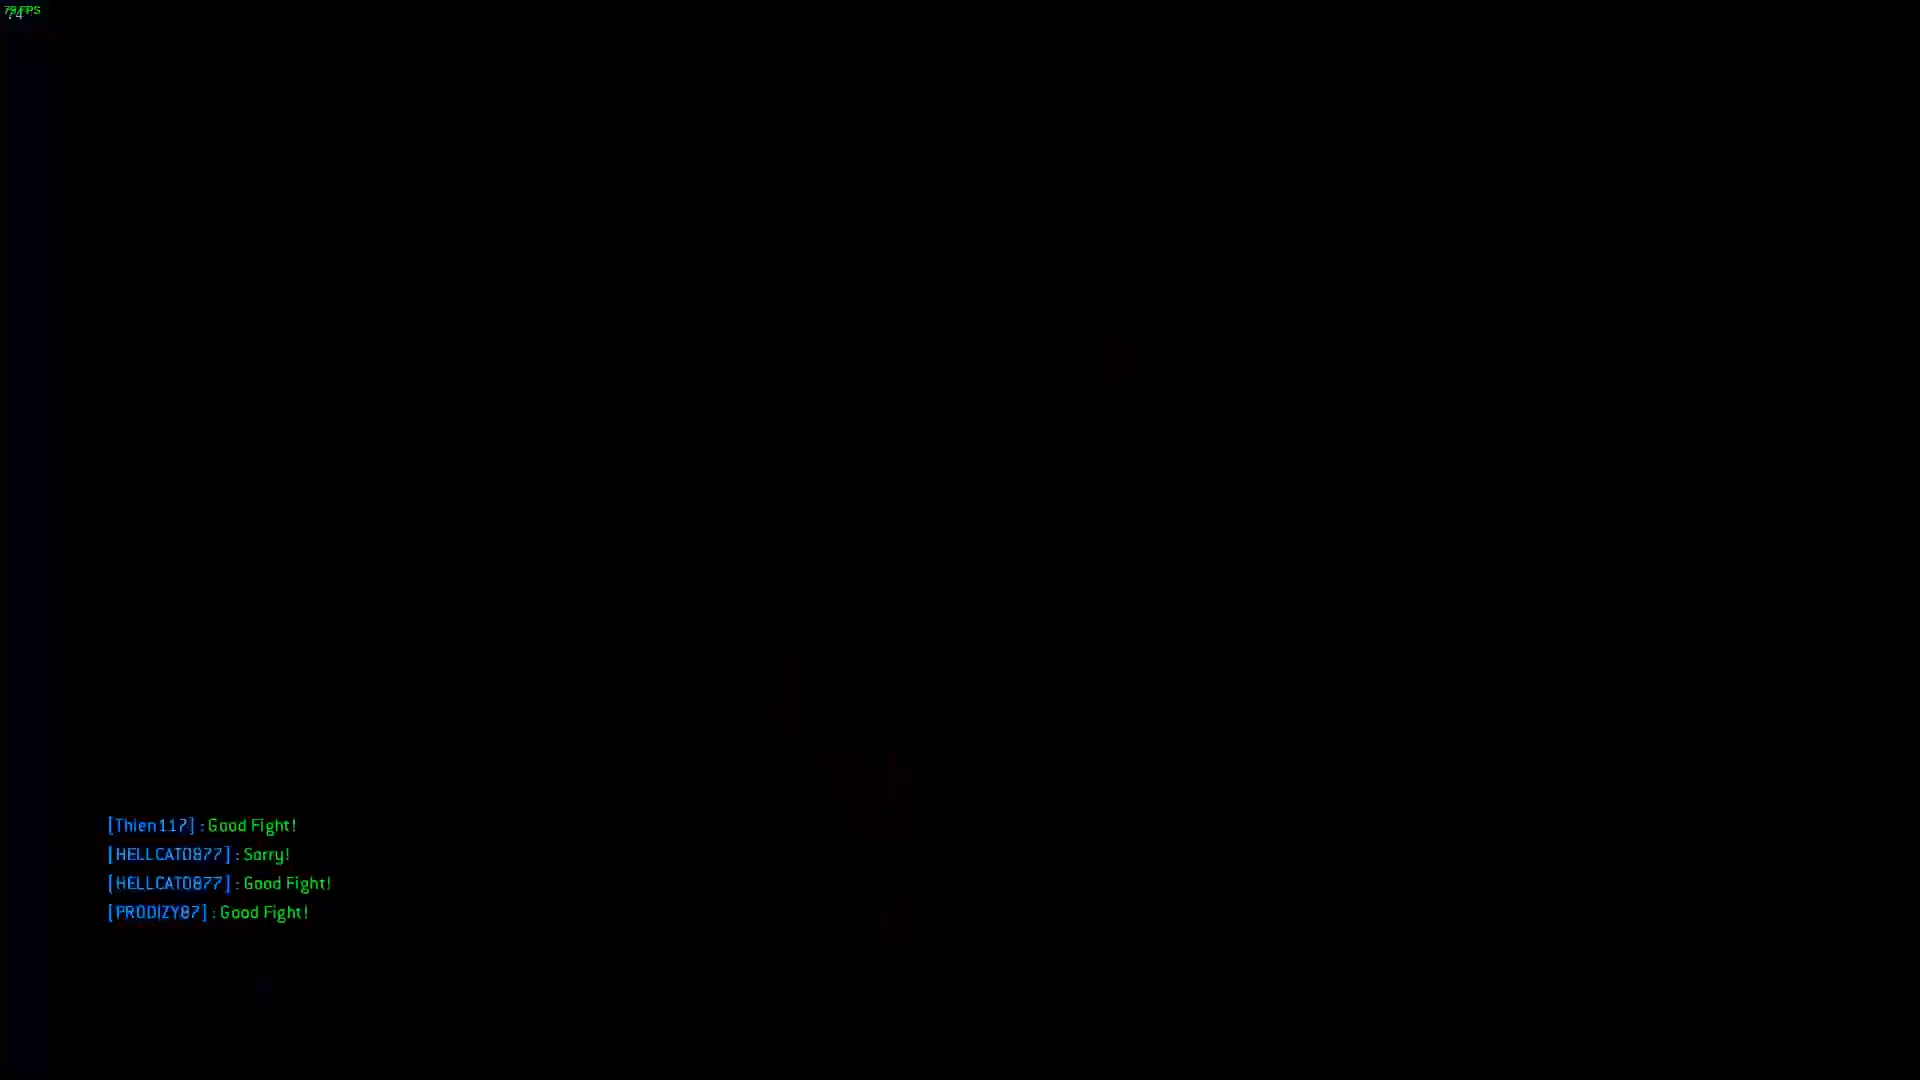 [Thien117] : Good Fight!
[HELLCAT0877] : Sorry!
[HELLCAT0877] : Good Fight!
[PRODIZY87] : Good Fight!